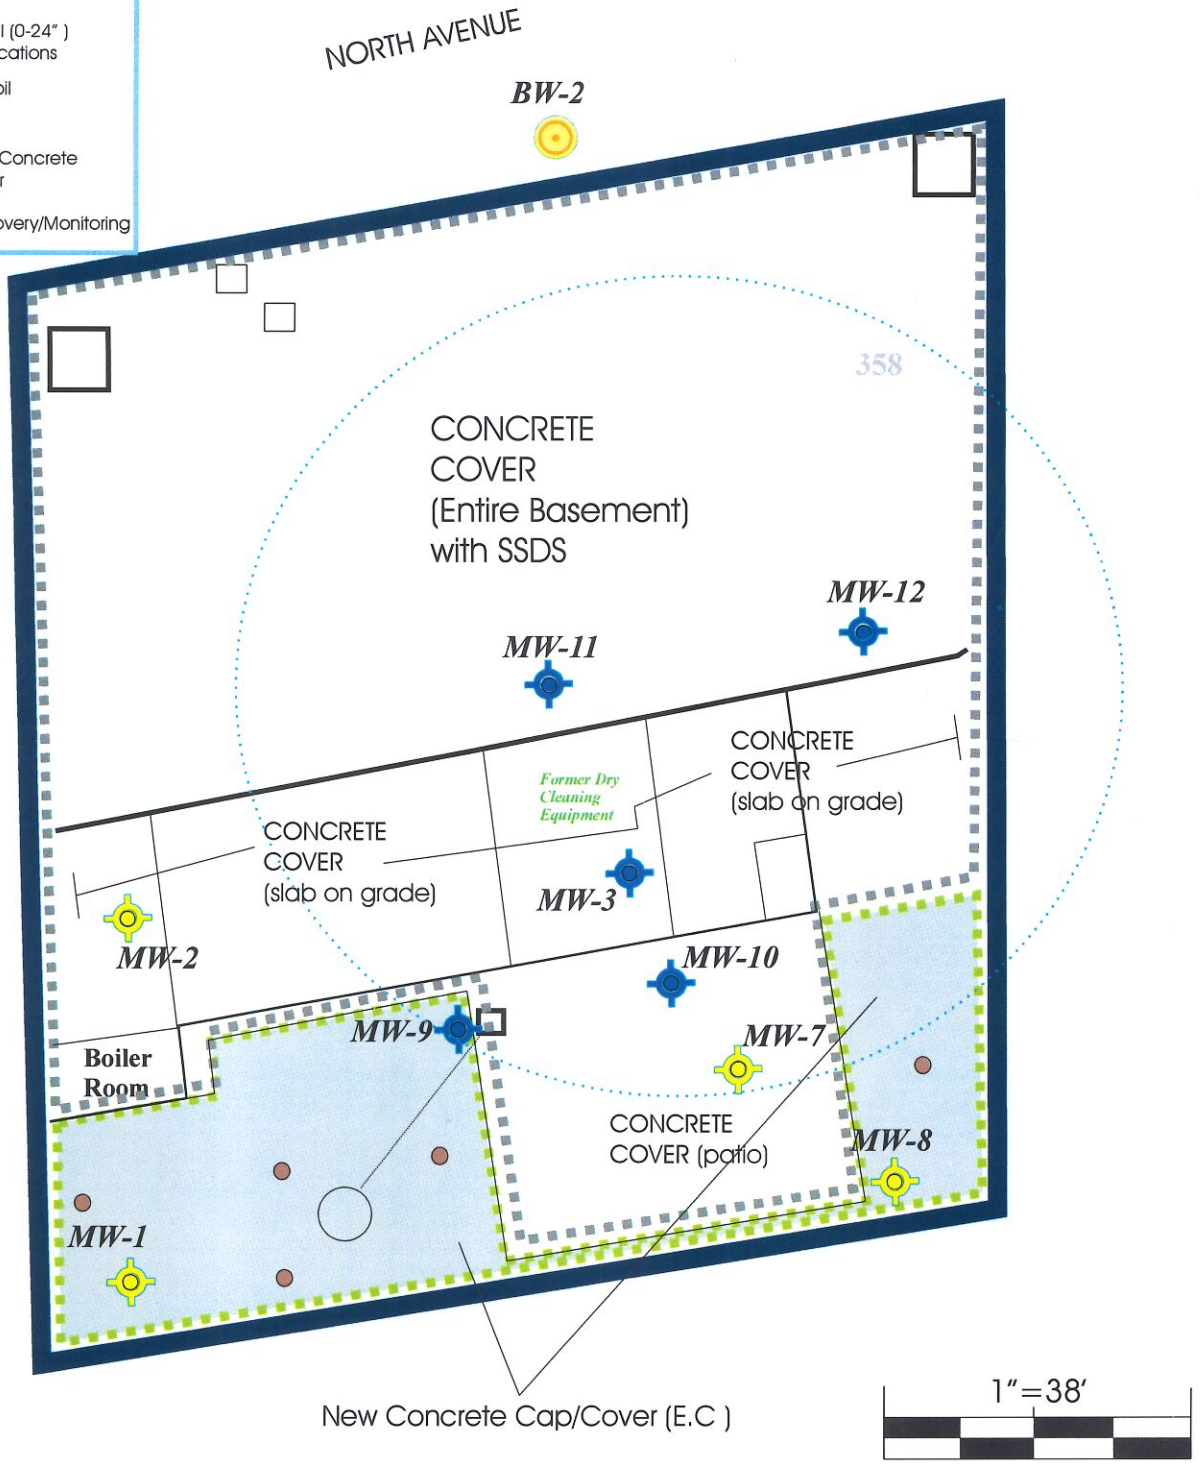 l (0-24" )
cations
oil
Concrete
r
overy/Monitoring
NORTH AVENUE
BW-2
358
CONCRETE
COVER
(Entire Basement)
with SSDS
MW-12
MW-11
CONCRETE
COVER
(slab on grade)
Former Dry
Cleaning
Equipment
CONCRETE
COVER
(slab on grade)
MW-3
MW-2
MW-10
MW-9
MW-7
Boiler
Room
CONCRETE
COVER (patio)
MW-8
MW-1
1"=38'
New Concrete Cap/Cover (E.C )